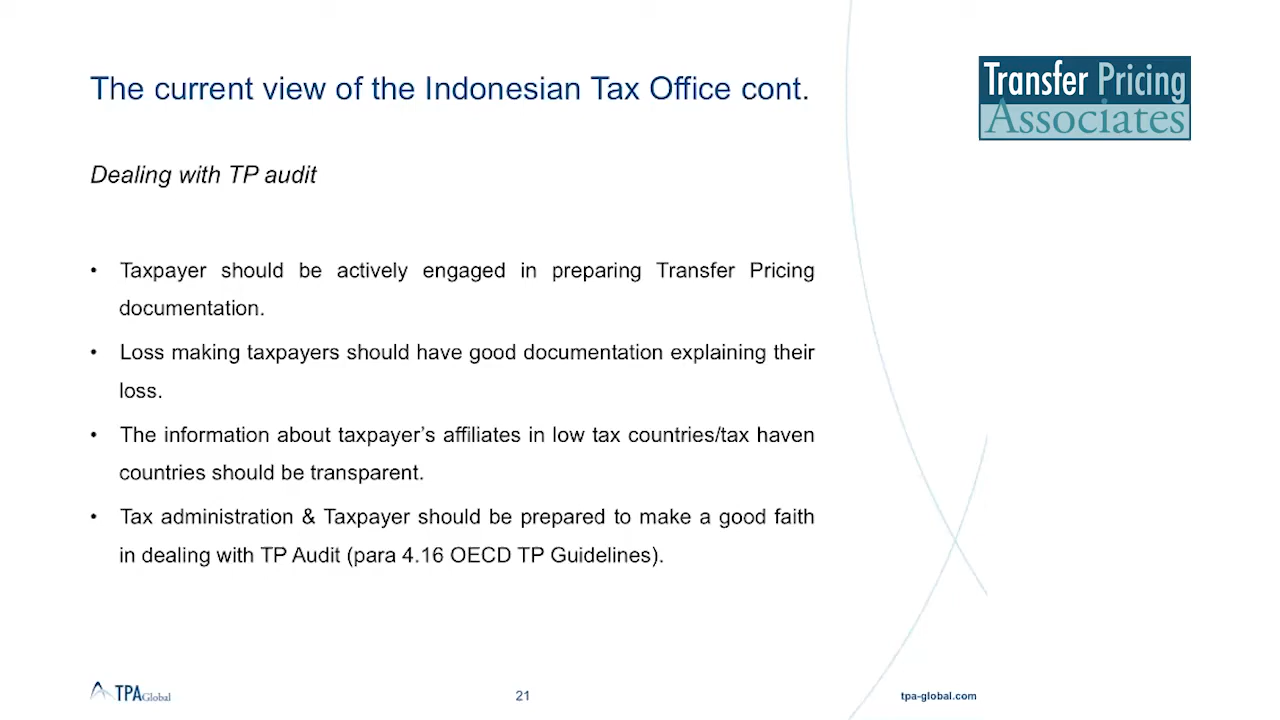 The current view of the Indonesian Tax Office cont.
Transfer Pricing
Associates
Dealing with TP audit
• Taxpayer should be actively engaged in preparing Transfer Pricing
documentation.
• Loss making taxpayers should have good documentation explaining their
loss.
• The information about taxpayer’s affiliates in low tax countries/tax haven
countries should be transparent.
• Tax administration & Taxpayer should be prepared to make a good faith
in dealing with TP Audit (para 4.16 OECD TP Guidelines).
TPA Global
21
tpa-global.com